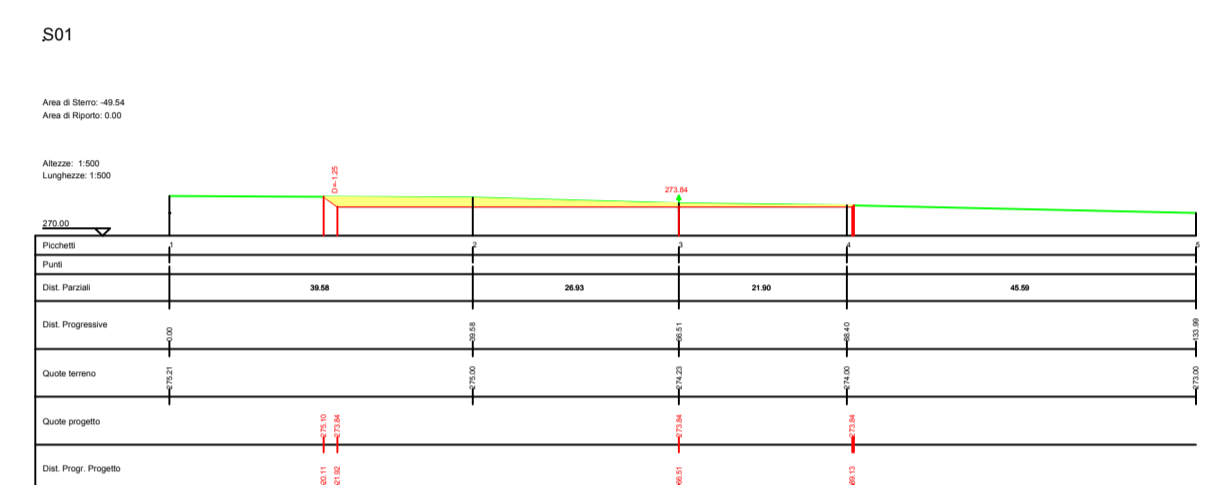 S01
Area di Sterro: -49.54
Area di Riporto: 0.00
Altezze: 1:500
Lunghezze: 1:500
D=-1.25
273.84
270.00
Picchetti 1 2 3 4 5
Punti
Dist. Parziali 39.58 26.93 21.90 45.59
Dist. Progressive 0.00 39.58 66.51 88.40 133.99
Quote terreno 275.21 275.00 274.23 274.00 273.00
Quote progetto 275.10 273.84 273.84 273.84
Dist. Progr. Progetto 20.11 21.92 66.51 89.13